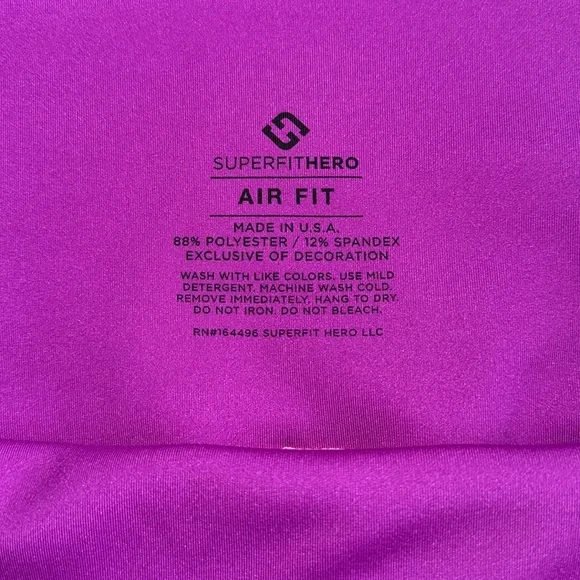 SUPERFITHERO
AIR FIT
MADE IN U.S.A.
88% POLYESTER / 12% SPANDEX
EXCLUSIVE OF DECORATION
WASH WITH LIKE COLORS. USE MILD
DETERGENT. MACHINE WASH COLD.
REMOVE IMMEDIATELY, HANG TO DRY.
DO NOT IRON. DO NOT BLEACH.
RN#164496 SUPERFIT HERO LLC